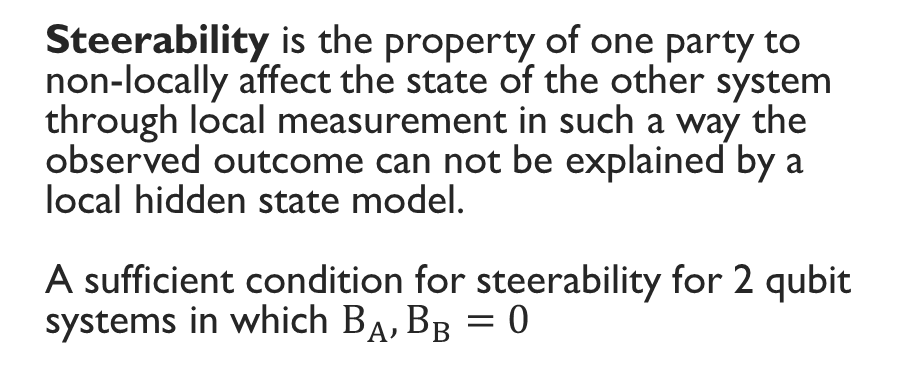 Steerability is the property of one party to
non-locally affect the state of the other system
through local measurement in such a way the
observed outcome can not be explained by a
local hidden state model.
A sufficient condition for steerability for 2 qubit
systems in which B_A, B_B = 0